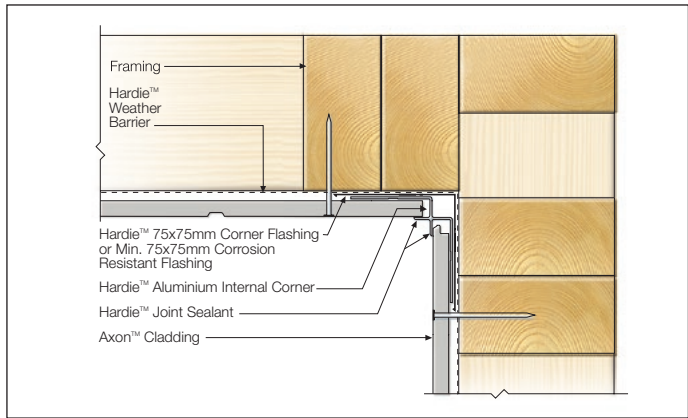 Framing
Hardie™
Weather
Barrier
Hardie™ 75x75mm Corner Flashing
or Min. 75x75mm Corrosion
Resistant Flashing
Hardie™ Aluminium Internal Corner
Hardie™ Joint Sealant
Axon™ Cladding